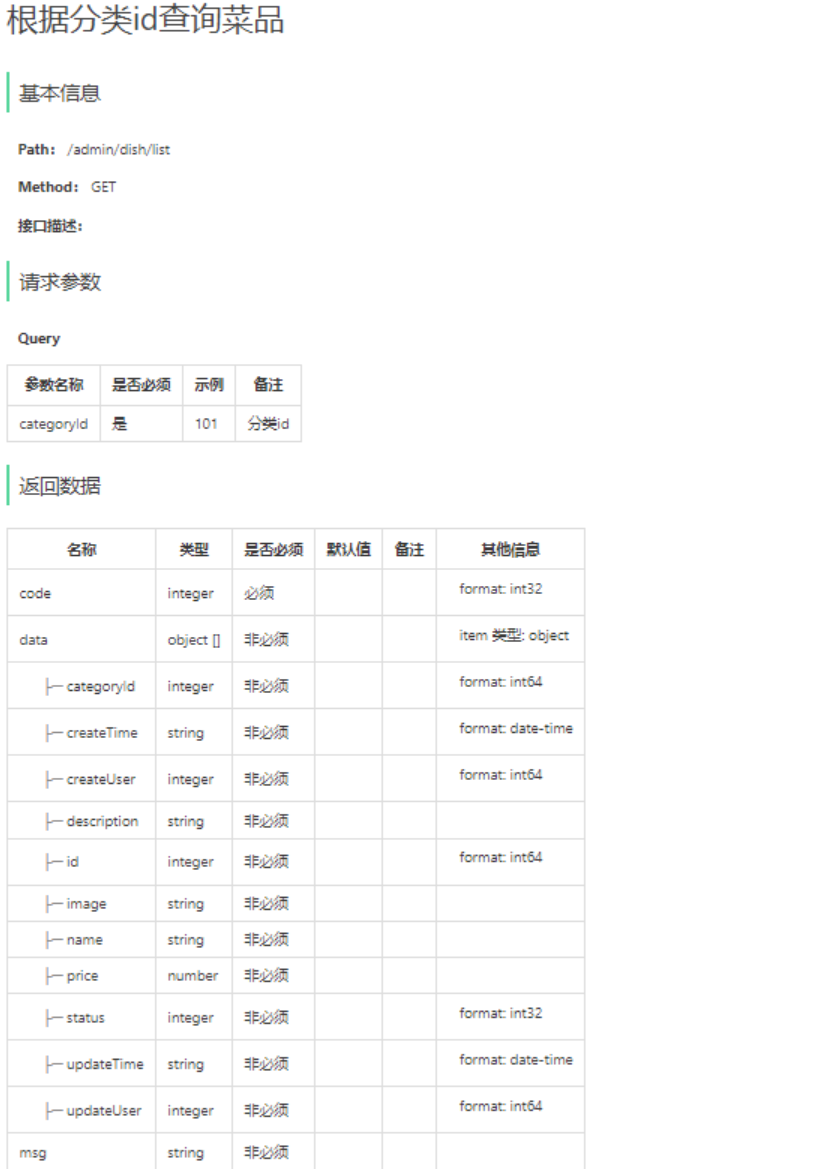 根据分类id查询菜品
基本信息
Path： /admin/dish/list
Method： GET
接口描述：
请求参数
Query
参数名称 是否必须 示例 备注
categoryId 是 101 分类id
返回数据
名称 类型 是否必须 默认值 备注 其他信息
code integer 必须 format: int32
data object [] 非必须 item 类型: object
├─ categoryId integer 非必须 format: int64
├─ createTime string 非必须 format: date-time
├─ createUser integer 非必须 format: int64
├─ description string 非必须
├─ id integer 非必须 format: int64
├─ image string 非必须
├─ name string 非必须
├─ price number 非必须
├─ status integer 非必须 format: int32
├─ updateTime string 非必须 format: date-time
├─ updateUser integer 非必须 format: int64
msg string 非必须